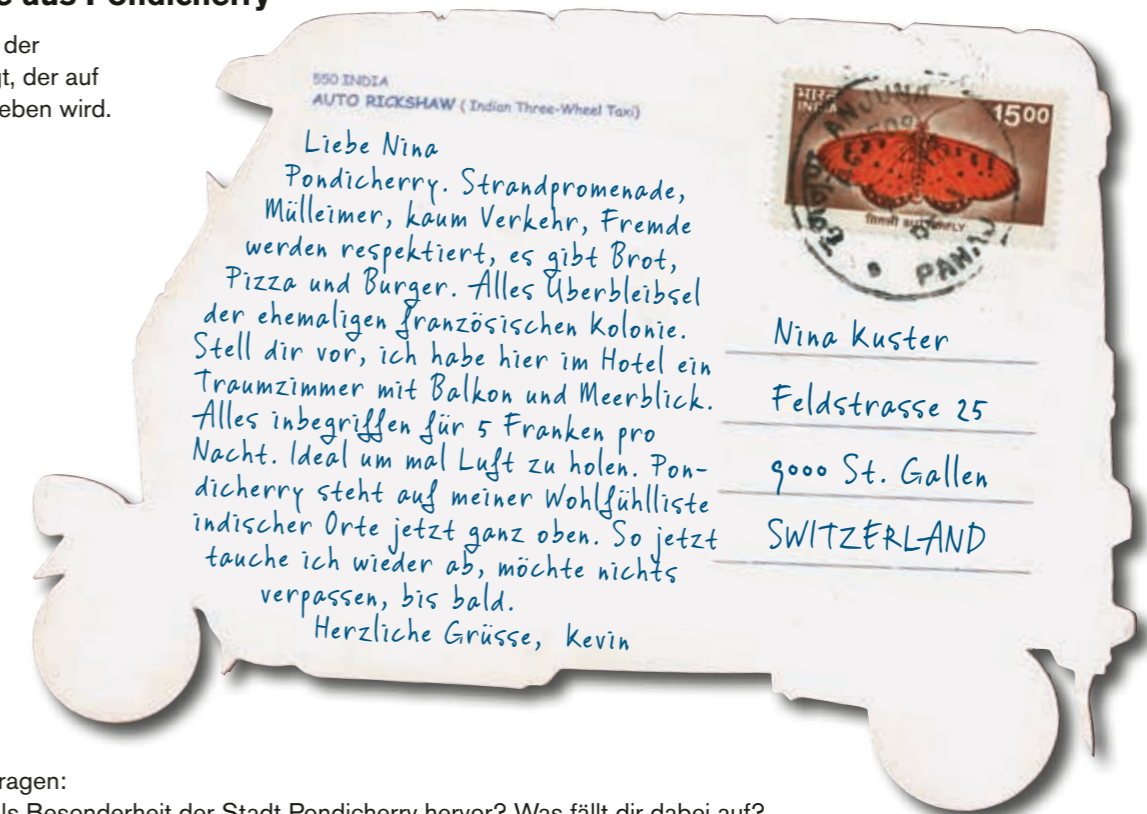 aus Pondicherry
der
t, der auf
eben wird.
550 INDIA
AUTO RICKSHAW ( Indian Three-Wheel Taxi)
Liebe Nina
Pondicherry. Strandpromenade,
Mülleimer, kaum Verkehr, Fremde
werden respektiert, es gibt Brot,
Pizza und Burger. Alles Überbleibsel
der ehemaligen französischen Kolonie.
Stell dir vor, ich habe hier im Hotel ein
Traumzimmer mit Balkon und Meerblick.
Alles inbegriffen für 5 Franken pro
Nacht. Ideal um mal Luft zu holen. Pon-
dicherry steht auf meiner Wohlfühlliste
indischer Orte jetzt ganz oben. So jetzt
tauche ich wieder ab, möchte nichts
verpassen, bis bald.
Herzliche Grüsse, Kevin
भारत
INDIA
1500
ANJUNA
तितली BUTTERFLY
Nina Kuster
Feldstrasse 25
9000 St. Gallen
SWITZERLAND
ragen:
ls Besonderheit der Stadt Pondicherry hervor? Was fällt dir dabei auf?